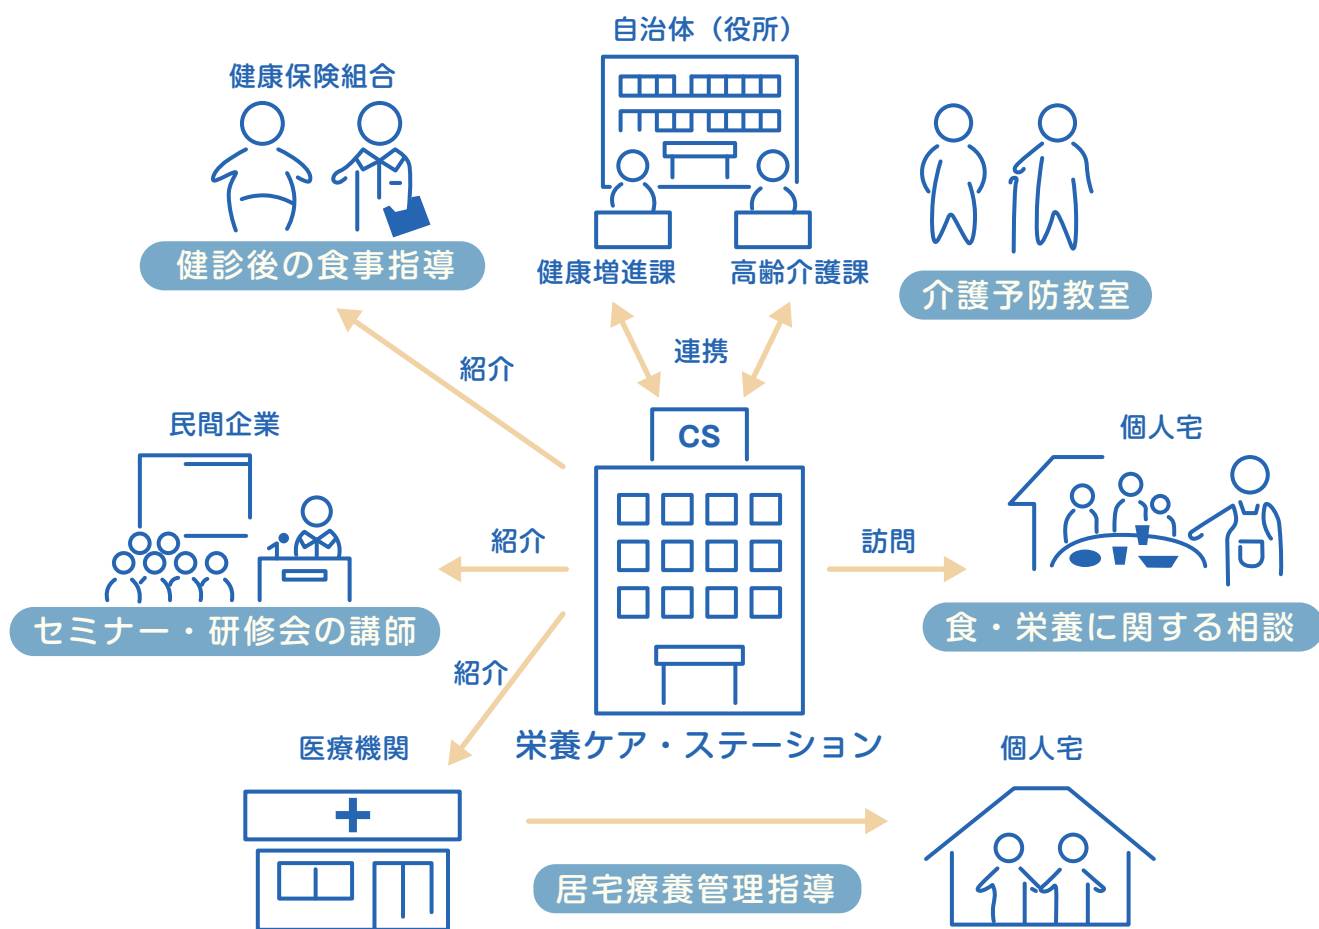 自治体（役所）
健康保険組合
健診後の食事指導
健康増進課
高齢介護課
介護予防教室
連携
紹介
民間企業
CS
個人宅
紹介
訪問
セミナー・研修会の講師
食・栄養に関する相談
紹介
医療機関
栄養ケア・ステーション
個人宅
居宅療養管理指導